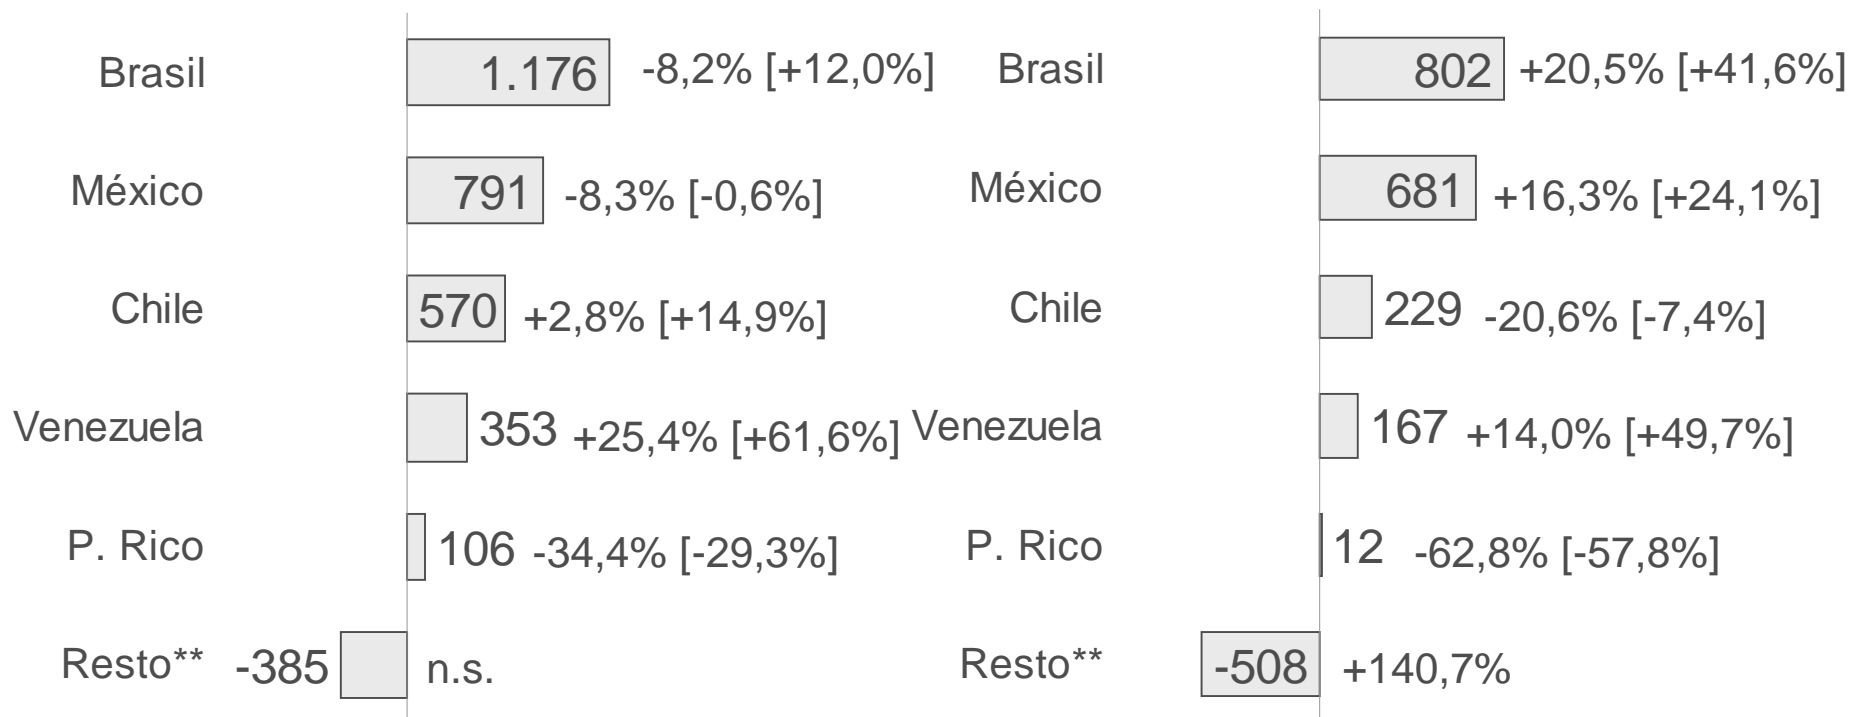 Brasil 1.176 -8,2% [+12,0%]
México 791 -8,3% [-0,6%]
Chile 570 +2,8% [+14,9%]
Venezuela 353 +25,4% [+61,6%]
P. Rico 106 -34,4% [-29,3%]
Resto** -385 n.s.
Brasil 802 +20,5% [+41,6%]
México 681 +16,3% [+24,1%]
Chile 229 -20,6% [-7,4%]
Venezuela 167 +14,0% [+49,7%]
P. Rico 12 -62,8% [-57,8%]
Resto** -508 +140,7%